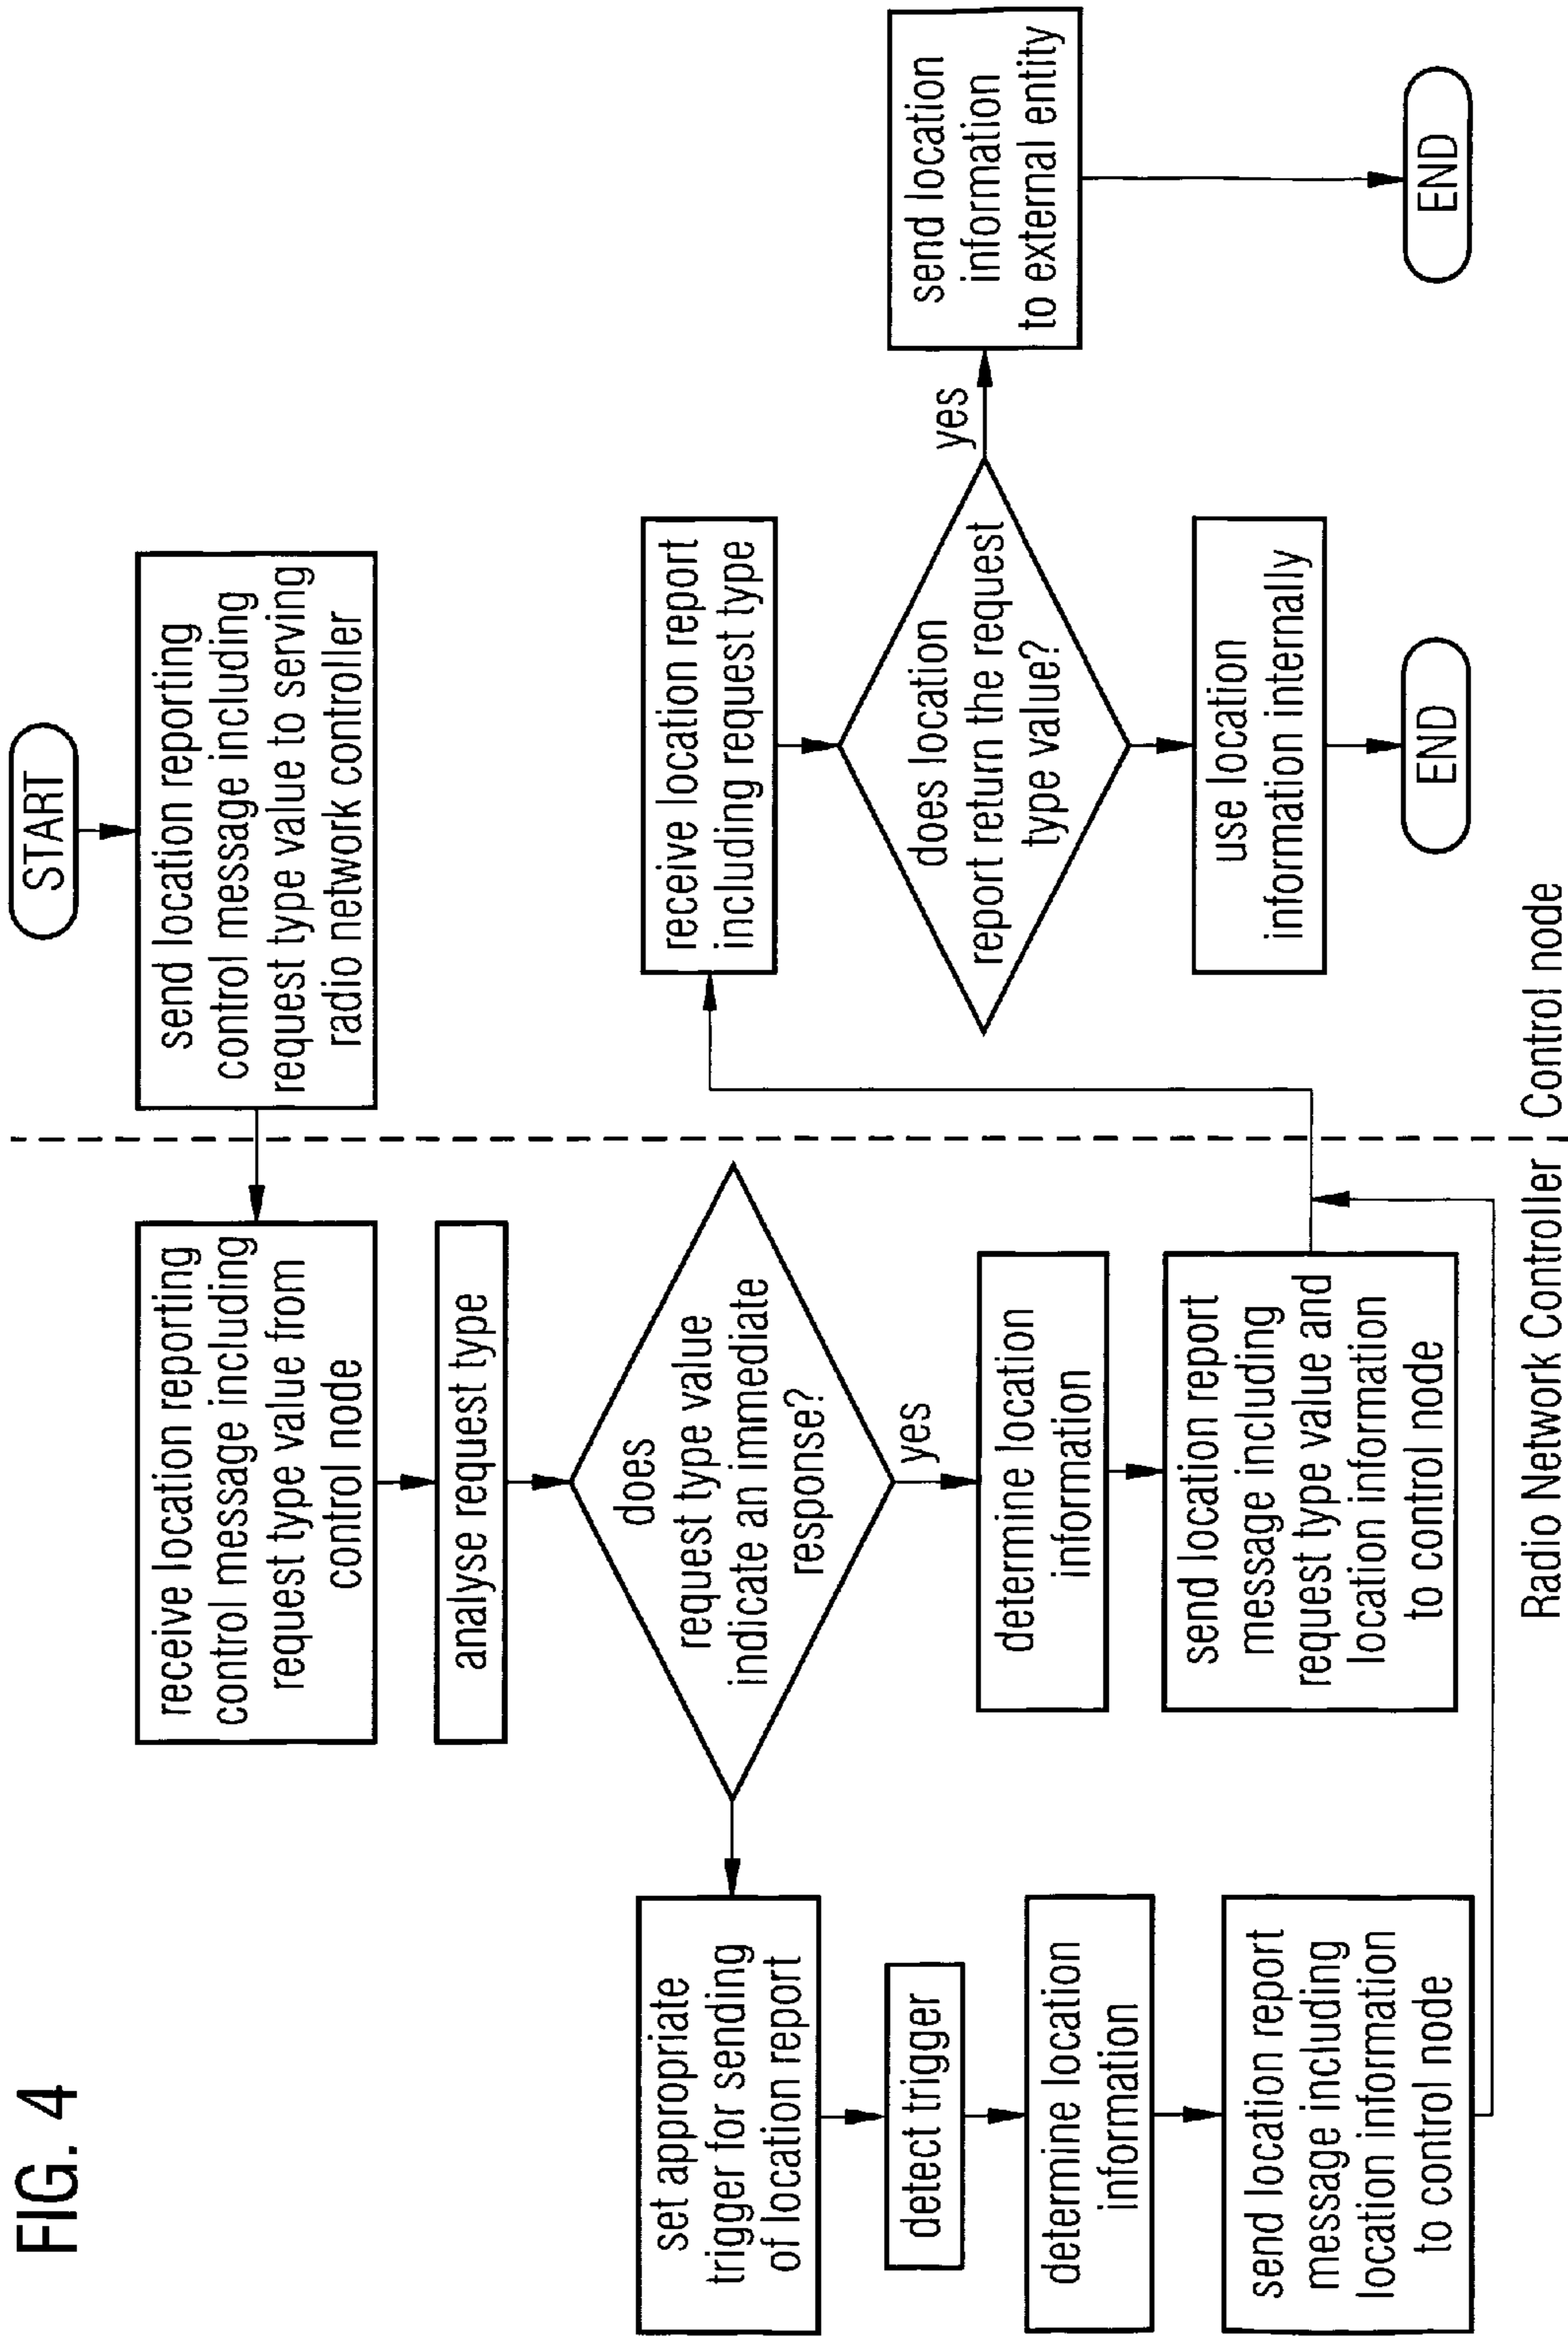 FIG. 4
START
send location reporting
control message including
request type value to serving
radio network controller
receive location reporting
control message including
request type value from
control node
analyse request type
does
request type value
indicate an immediate
response?
yes
determine location
information
send location report
message including
request type value and
location information
to control node
set appropriate
trigger for sending
of location report
detect trigger
determine location
information
send location report
message including
location information
to control node
receive location report
including request type
does location
report return the request
type value?
yes
send location
information
to external entity
END
use location
information internally
END
Radio Network Controller
Control node